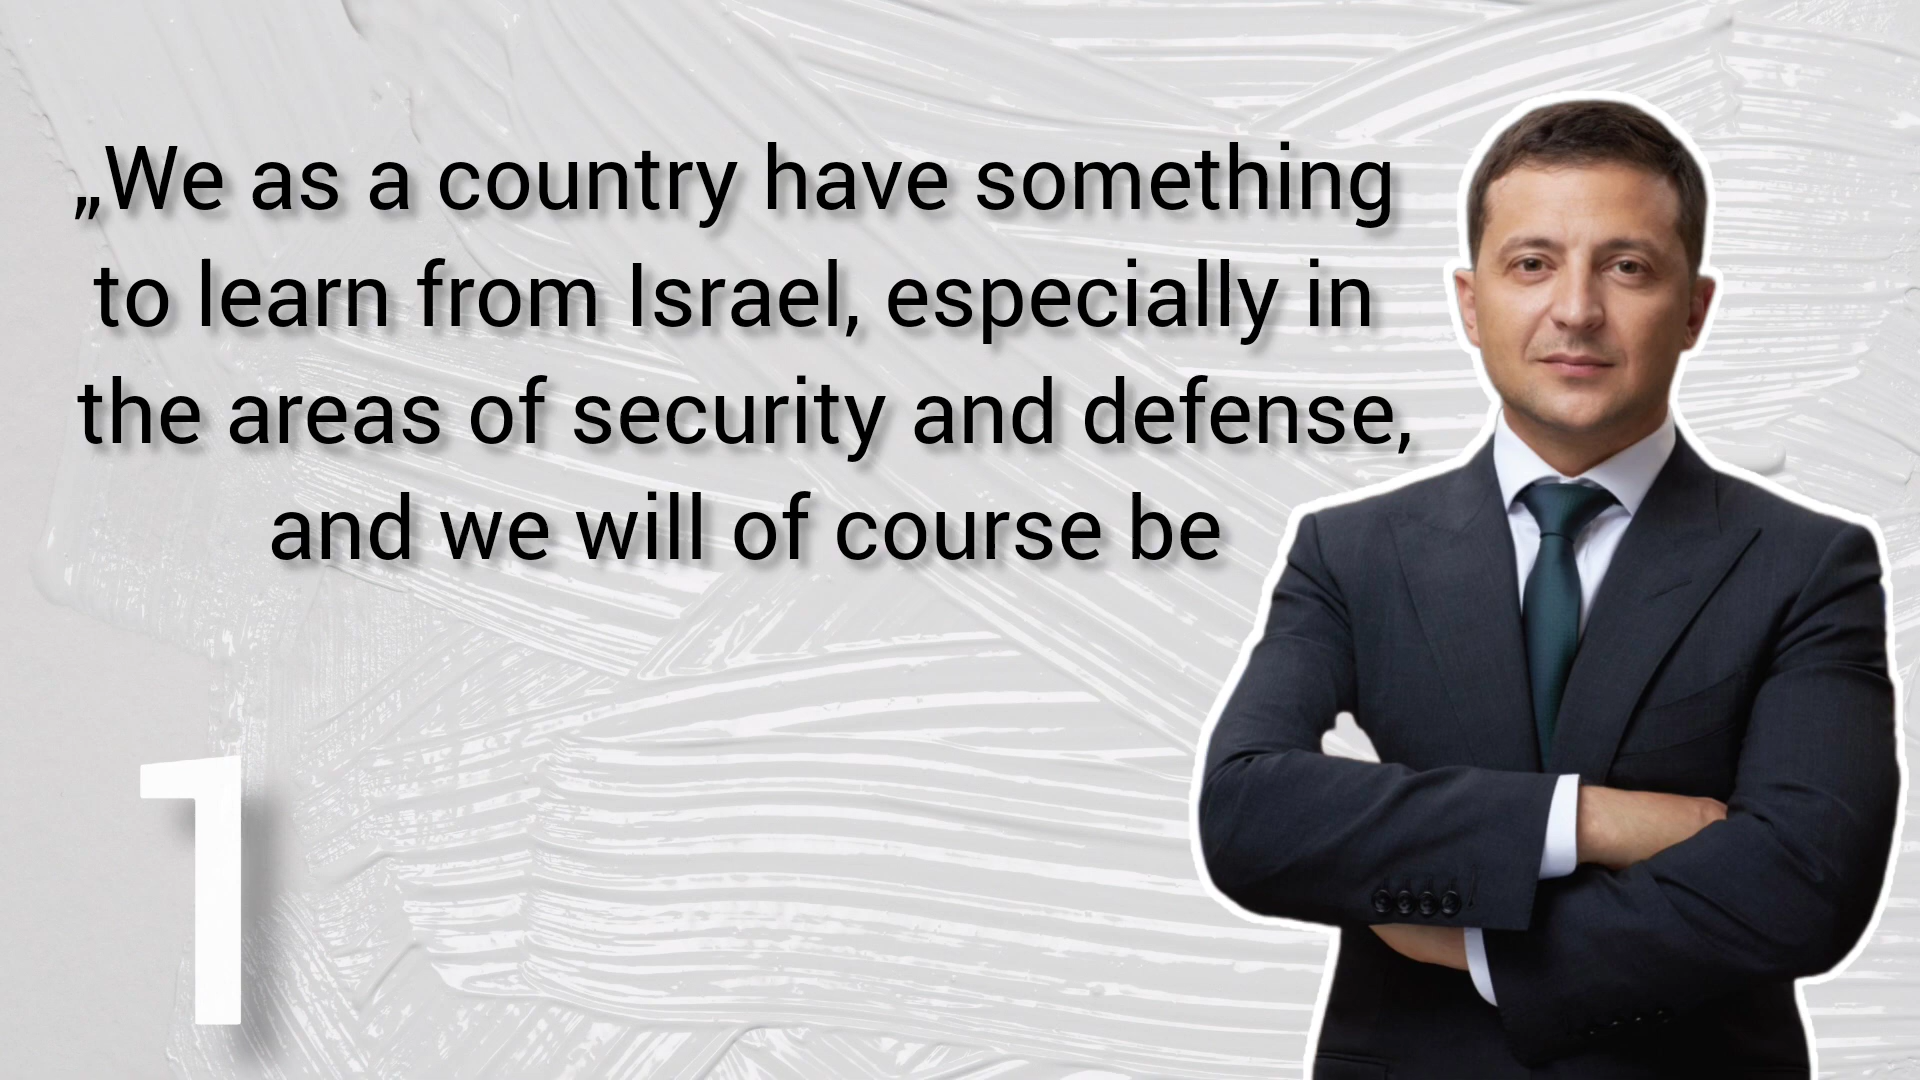 „We as a country have something
to learn from Israel, especially in
the areas of security and defense,
and we will of course be
1